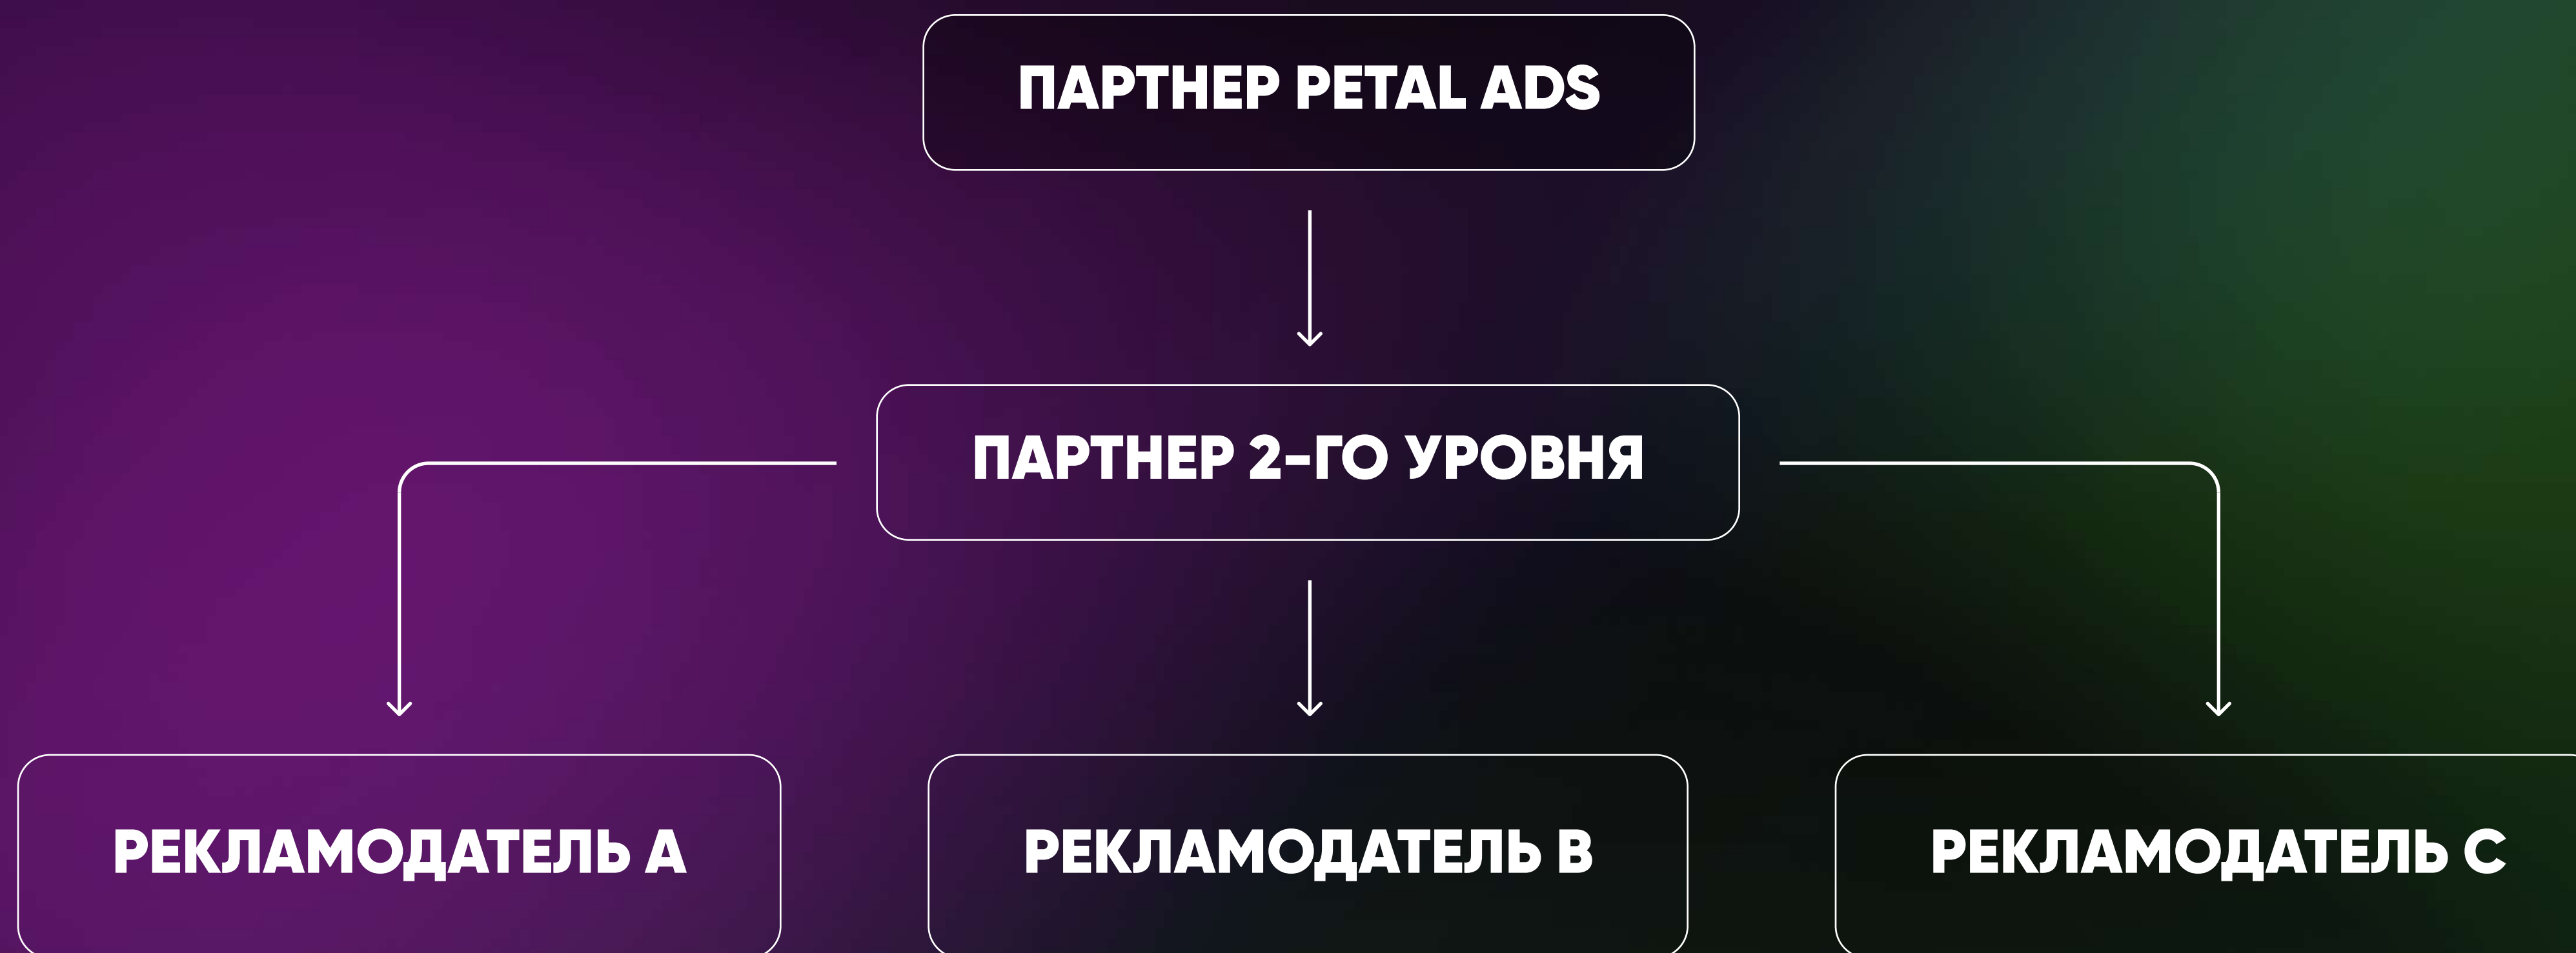 ПАРТНЕР PETAL ADS
ПАРТНЕР 2-ГО УРОВНЯ
РЕКЛАМОДАТЕЛЬ А
РЕКЛАМОДАТЕЛЬ В
РЕКЛАМОДАТЕЛЬ С